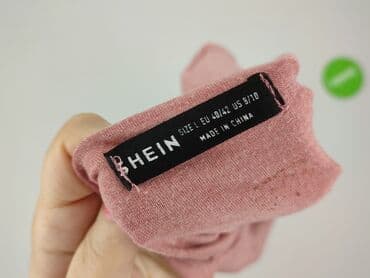 SHEIN
SIZE L EU 40/42 US 9/10
MADE IN CHINA